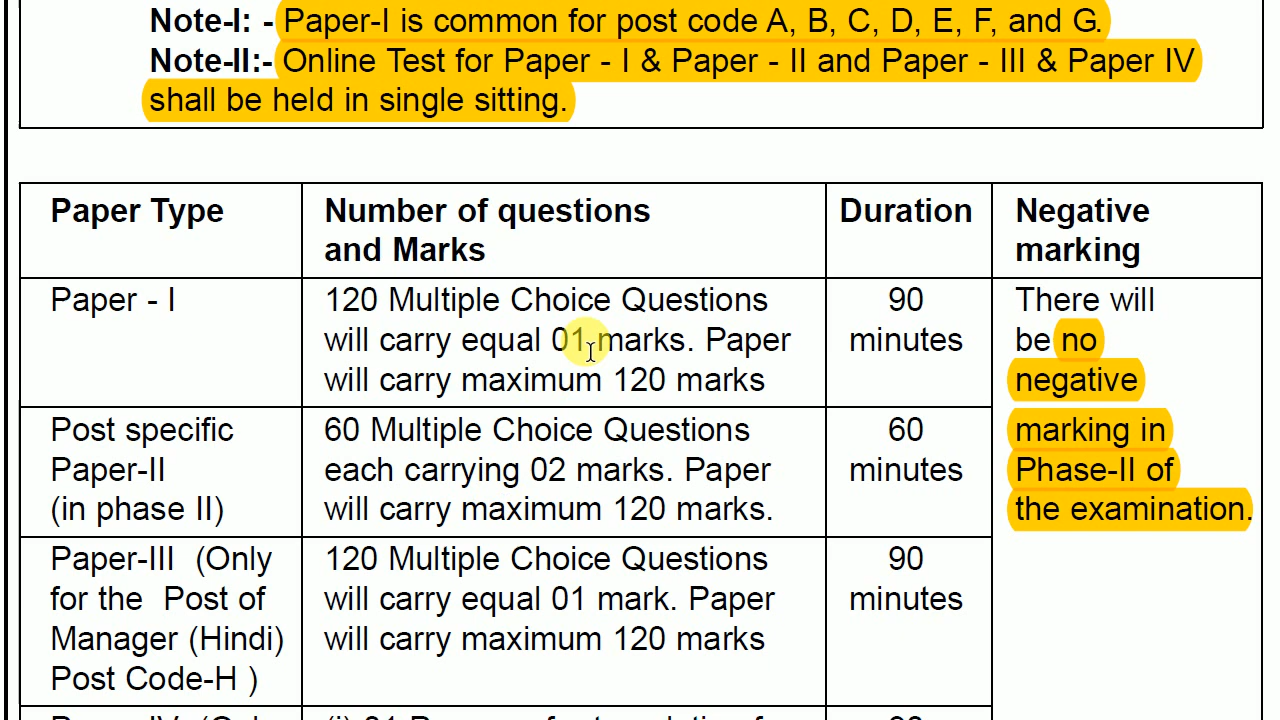 Note-I: - Paper-I is common for post code A, B, C, D, E, F, and G.
Note-II:- Online Test for Paper - I & Paper - II and Paper - III & Paper IV
shall be held in single sitting.
Paper Type
Number of questions
and Marks
Duration
Negative
marking
Paper - I
120 Multiple Choice Questions
will carry equal 01 marks. Paper
will carry maximum 120 marks
90
minutes
There will
be no
negative
marking in
Phase-II of
the examination.
Post specific
Paper-II
(in phase II)
60 Multiple Choice Questions
each carrying 02 marks. Paper
will carry maximum 120 marks.
60
minutes
Paper-III (Only
for the Post of
Manager (Hindi)
Post Code-H )
120 Multiple Choice Questions
will carry equal 01 mark. Paper
will carry maximum 120 marks
90
minutes